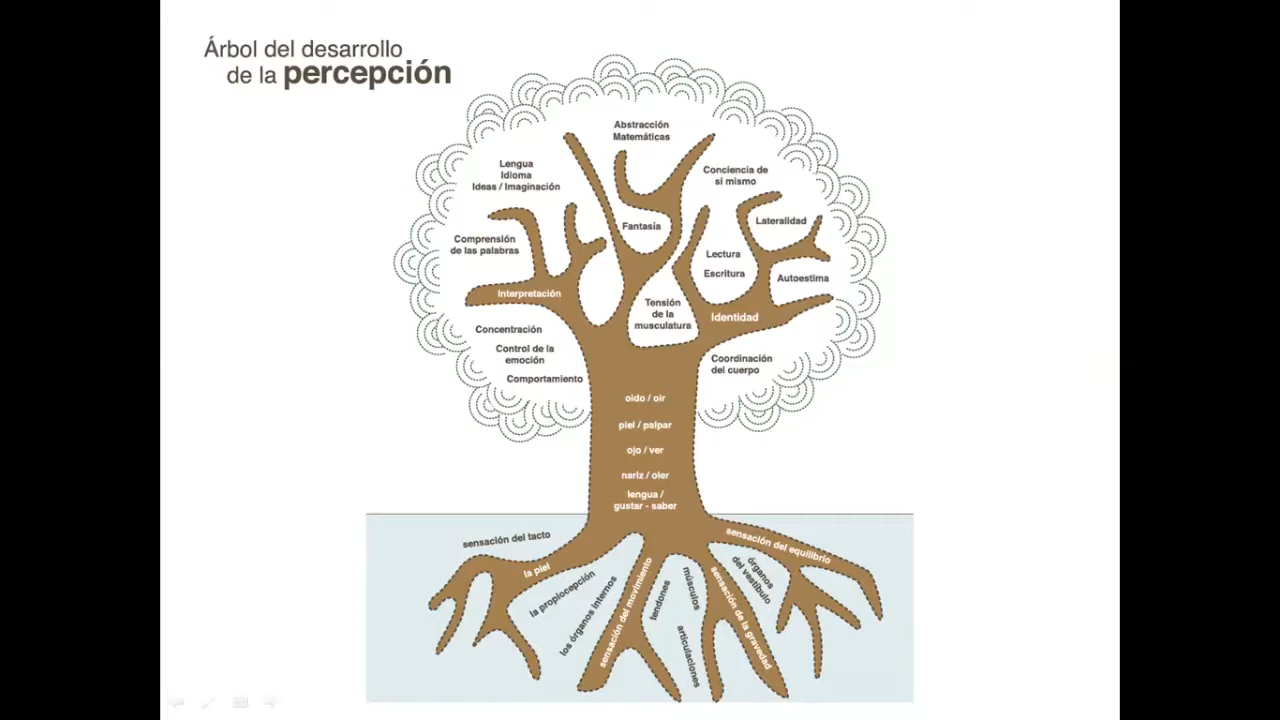 Árbol del desarrollo
de la percepción
Abstracción
Matemáticas
Lengua
Idioma
Ideas / Imaginación
Conciencia de
si mismo
Fantasía
Lateralidad
Comprensión
de las palabras
Lectura
Escritura
Autoestima
Interpretación
Tensión
de la
musculatura
Identidad
Concentración
Control de la
emoción
Comportamiento
Coordinación
del cuerpo
oido / oir
piel / palpar
ojo / ver
nariz / oler
lengua /
gustar - saber
sensación del tacto
la piel
la propiocepción
los órganos internos
sensación del movimiento
tendones
músculos
articulaciones
sensación de la gravedad
órganos
del vestíbulo
sensación del equilibrio